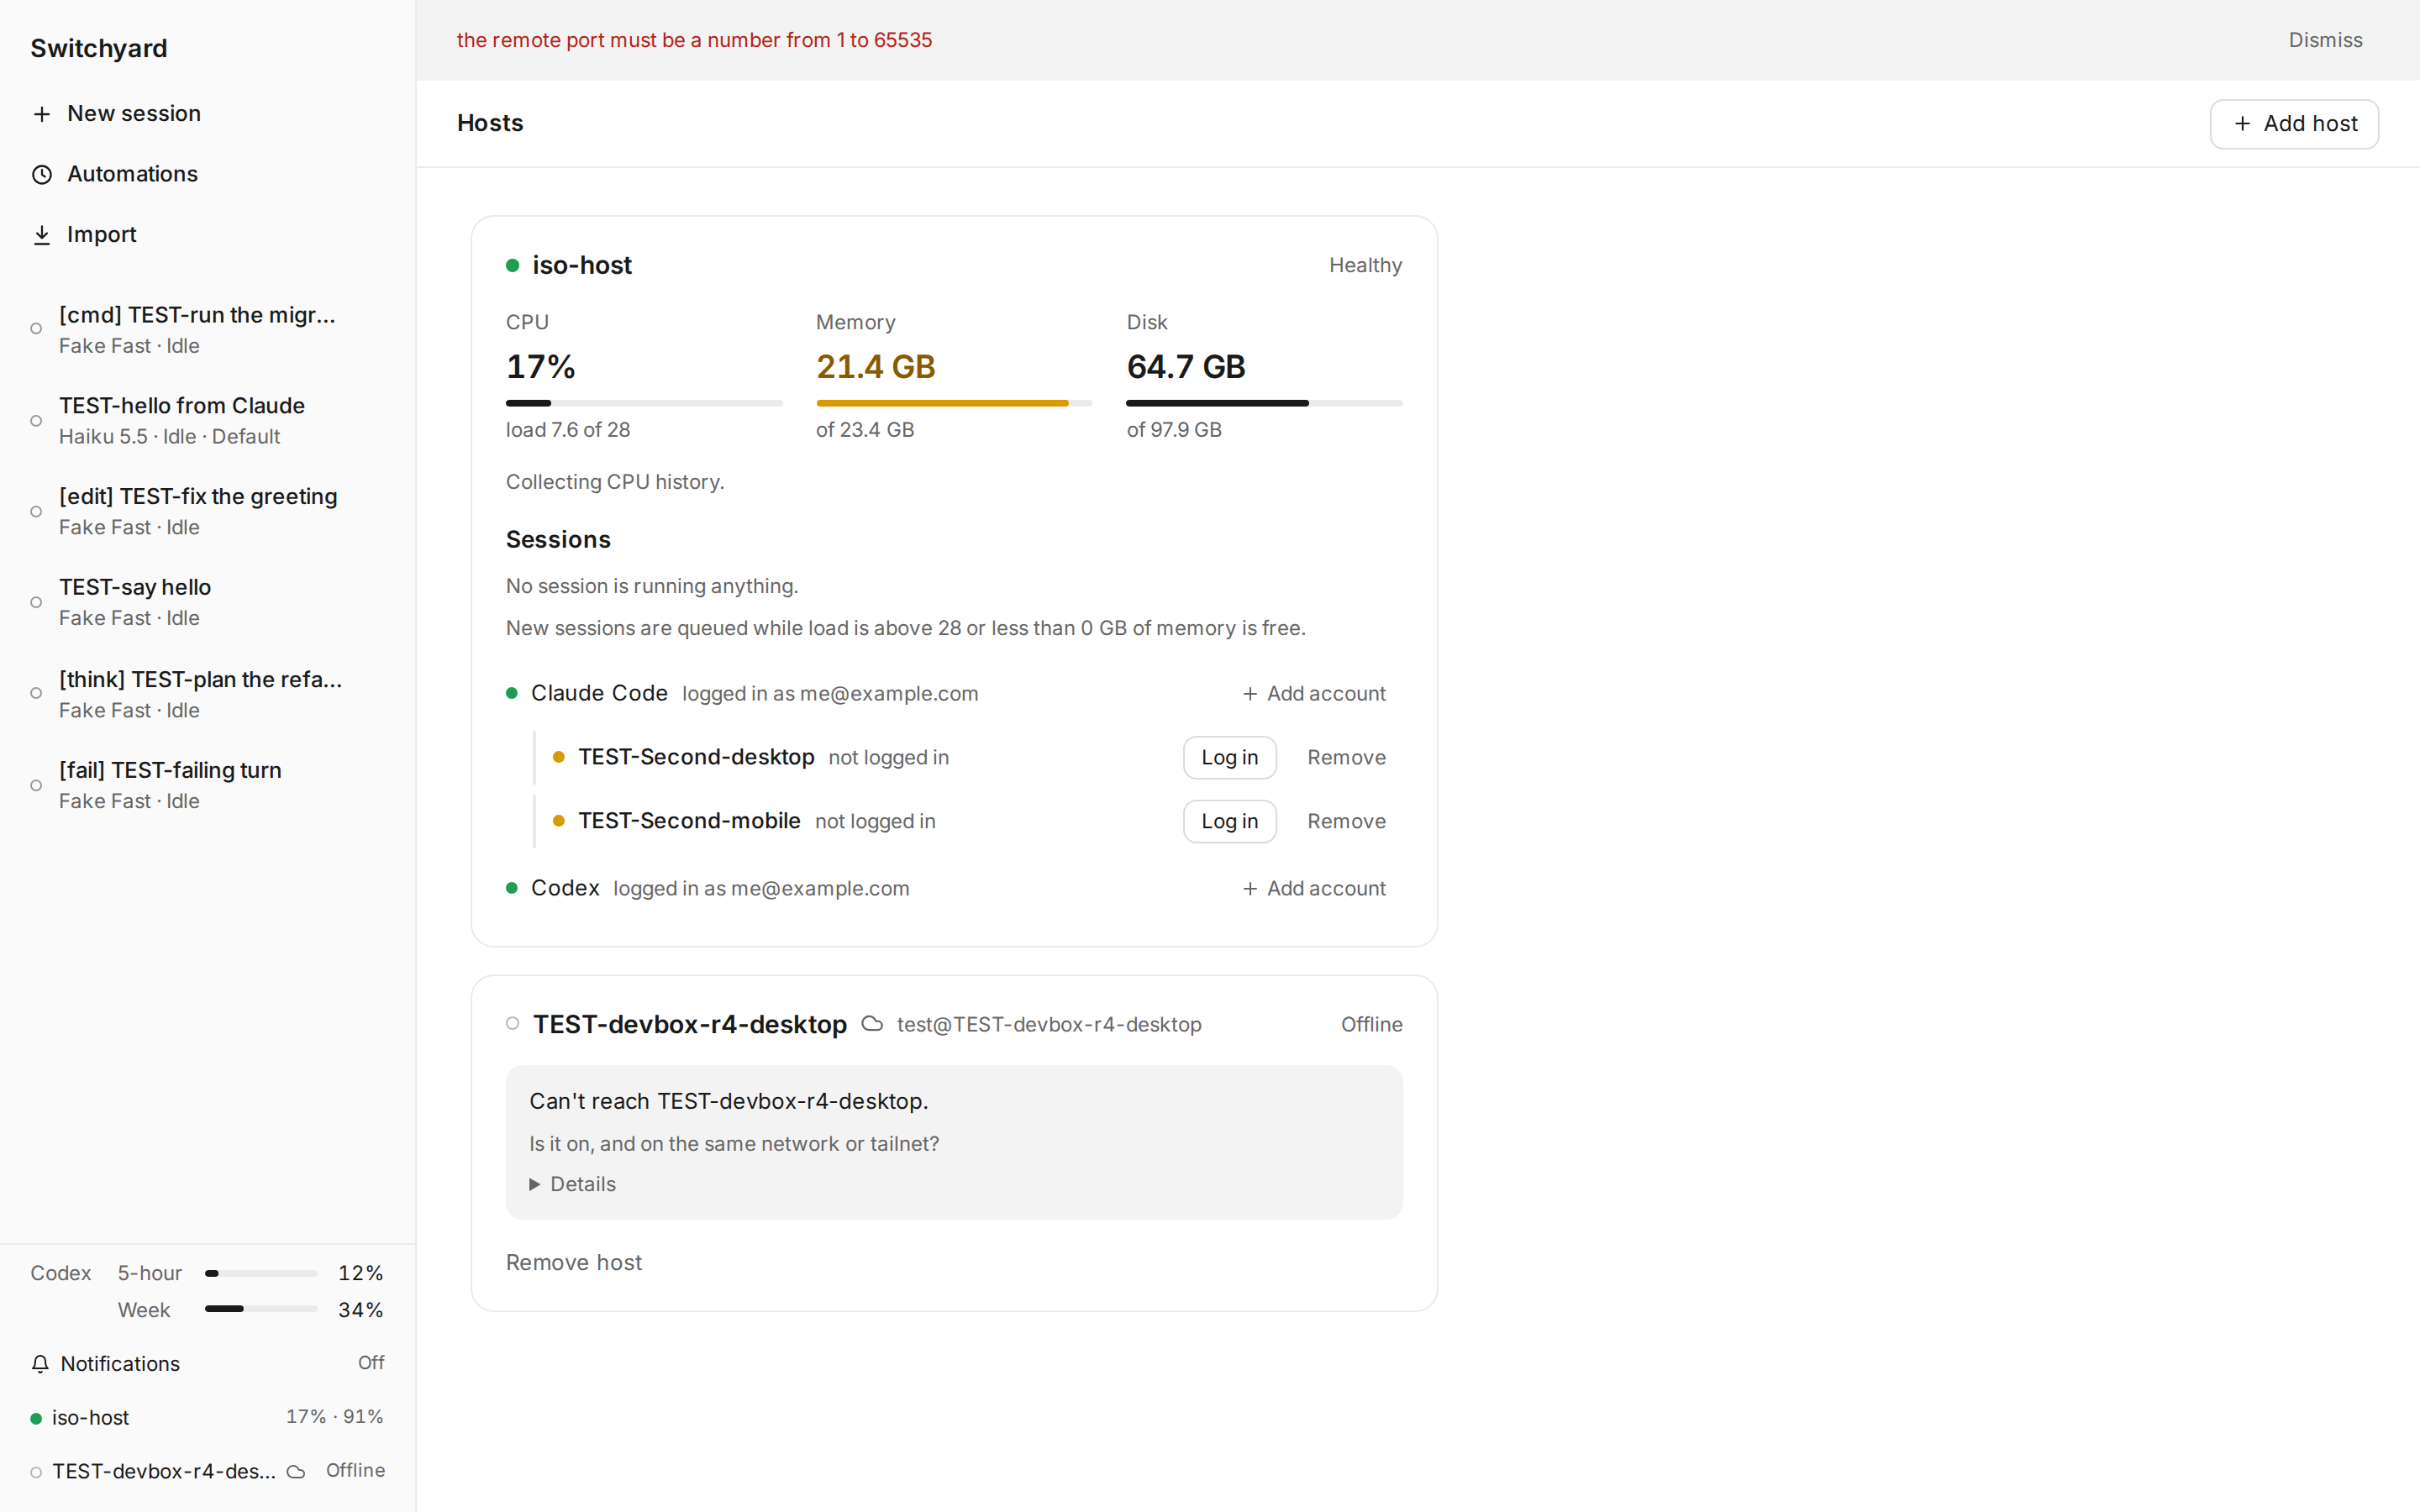 Switchyard
New session
Automations
Import
[cmd] TEST-run the migr...
Fake Fast · Idle
TEST-hello from Claude
Haiku 5.5 · Idle · Default
[edit] TEST-fix the greeting
Fake Fast · Idle
TEST-say hello
Fake Fast · Idle
[think] TEST-plan the refa...
Fake Fast · Idle
[fail] TEST-failing turn
Fake Fast · Idle
Codex 5-hour 12%
Week 34%
Notifications Off
iso-host 17% · 91%
TEST-devbox-r4-des... Offline
the remote port must be a number from 1 to 65535 Dismiss
Hosts + Add host
iso-host Healthy
CPU Memory Disk
17% 21.4 GB 64.7 GB
load 7.6 of 28 of 23.4 GB of 97.9 GB
Collecting CPU history.
Sessions
No session is running anything.
New sessions are queued while load is above 28 or less than 0 GB of memory is free.
Claude Code logged in as me@example.com + Add account
TEST-Second-desktop not logged in Log in Remove
TEST-Second-mobile not logged in Log in Remove
Codex logged in as me@example.com + Add account
TEST-devbox-r4-desktop test@TEST-devbox-r4-desktop Offline
Can't reach TEST-devbox-r4-desktop.
Is it on, and on the same network or tailnet?
Details
Remove host